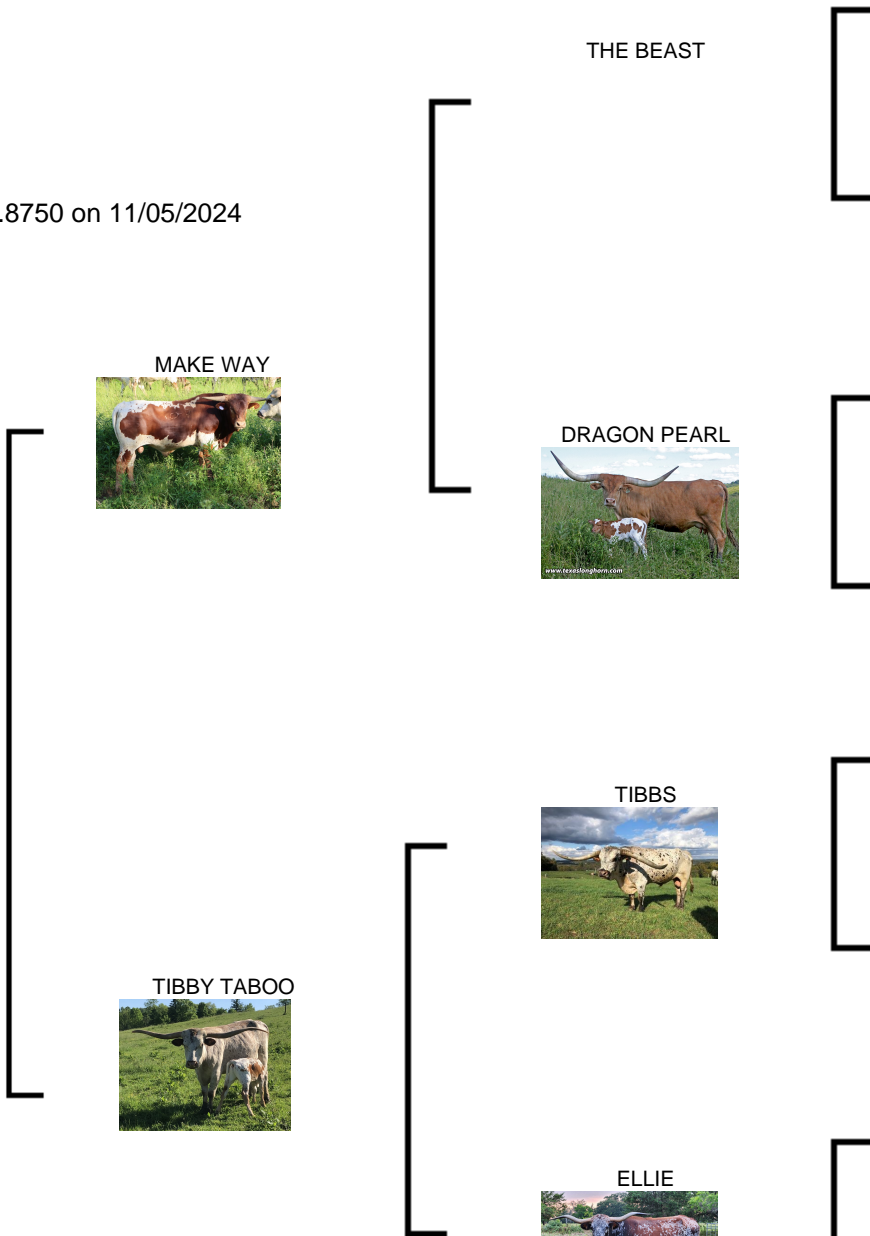 THE BEAST
.8750 on 11/05/2024
MAKE WAY
DRAGON PEARL
www.texaslonghorn.com
TIBBS
TIBBY TABOO
ELLIE